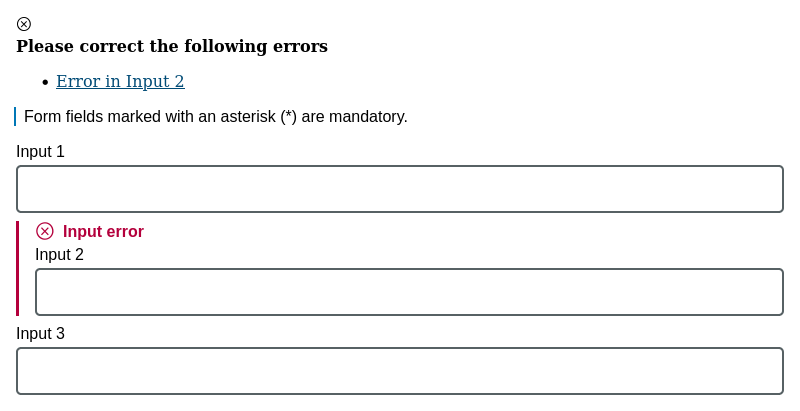 Please correct the following errors
Error in Input 2
Form fields marked with an asterisk (*) are mandatory.
Input 1
Input error
Input 2
Input 3